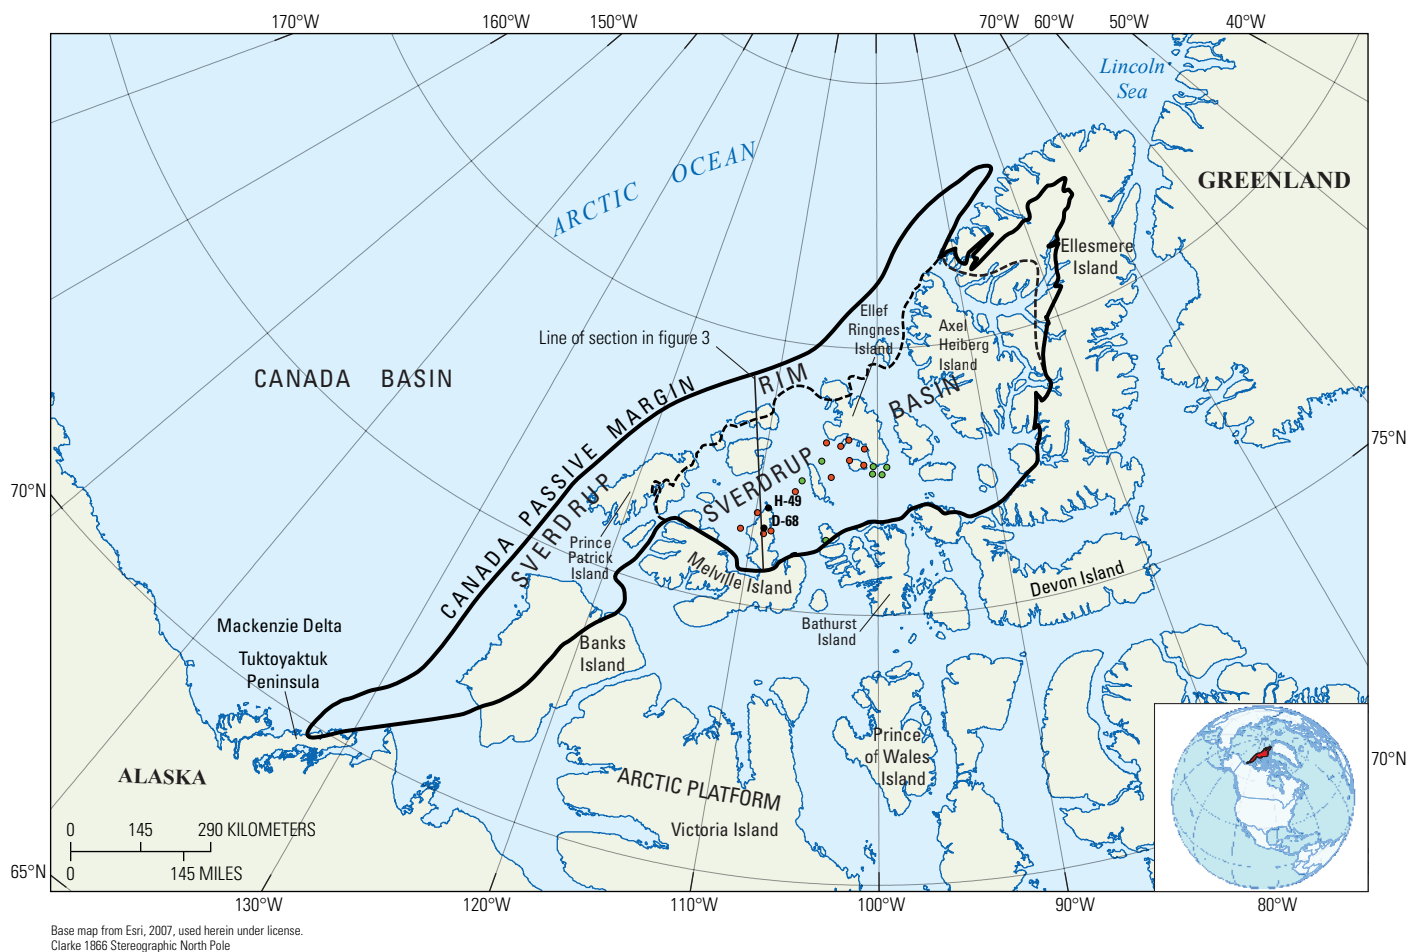 170°W
160°W
150°W
70°W
60°W
50°W
40°W
Lincoln
Sea
ARCTIC OCEAN
GREENLAND
Ellesmere
Island
Ellef
Ringnes
Island
Axel
Heiberg
Island
Line of section in figure 3
CANADA BASIN
RIM
BASIN
CANADA PASSIVE MARGIN
75°N
SVERDRUP
SVERDRUP
70°N
H-49
D-68
Prince
Patrick
Island
Melville Island
Devon Island
Bathurst
Island
Mackenzie Delta
Tuktoyaktuk
Peninsula
Banks
Island
Prince
of Wales
Island
70°N
ALASKA
ARCTIC PLATFORM
Victoria Island
0 145 290 KILOMETERS
0 145 MILES
65°N
130°W
120°W
110°W
100°W
90°W
80°W
Base map from Esri, 2007, used herein under license.
Clarke 1866 Stereographic North Pole